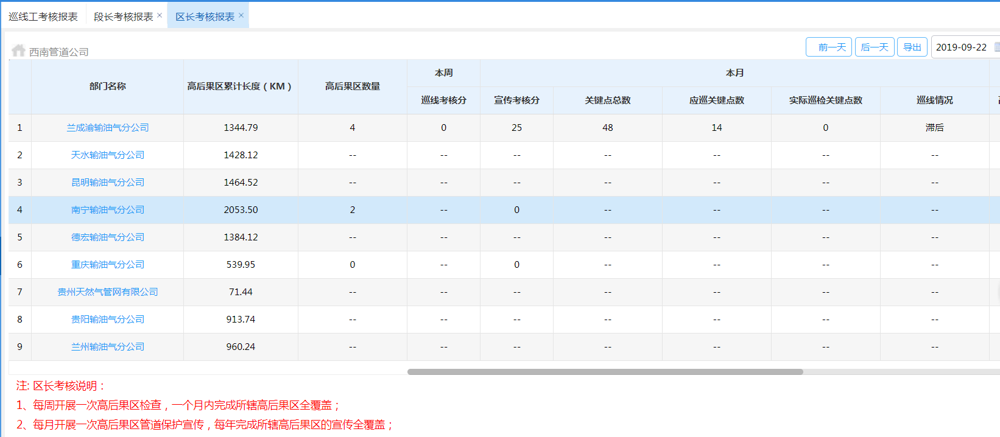 巡线工考核报表 段长考核报表 × 区长考核报表 ×
西南管道公司 前一天 后一天 导出 2019-09-22
部门名称 高后果区累计长度（KM） 高后果区数量 本周 本月
巡线考核分 宣传考核分 关键点总数 应巡关键点数 实际巡检关键点数 巡线情况
1 兰成渝输油气分公司 1344.79 4 0 25 48 14 0 滞后
2 天水输油气分公司 1428.12 -- -- -- -- -- -- --
3 昆明输油气分公司 1464.52 -- -- -- -- -- -- --
4 南宁输油气分公司 2053.50 2 -- 0 -- -- -- --
5 德宏输油气分公司 1384.12 -- -- -- -- -- -- --
6 重庆输油气分公司 539.95 0 -- 0 -- -- -- --
7 贵州天然气管网有限公司 71.44 -- -- -- -- -- -- --
8 贵阳输油气分公司 913.74 -- -- -- -- -- -- --
9 兰州输油气分公司 960.24 -- -- -- -- -- -- --
注: 区长考核说明：
1、每周开展一次高后果区检查，一个月内完成所辖高后果区全覆盖；
2、每月开展一次高后果区管道保护宣传，每年完成所辖高后果区的宣传全覆盖；